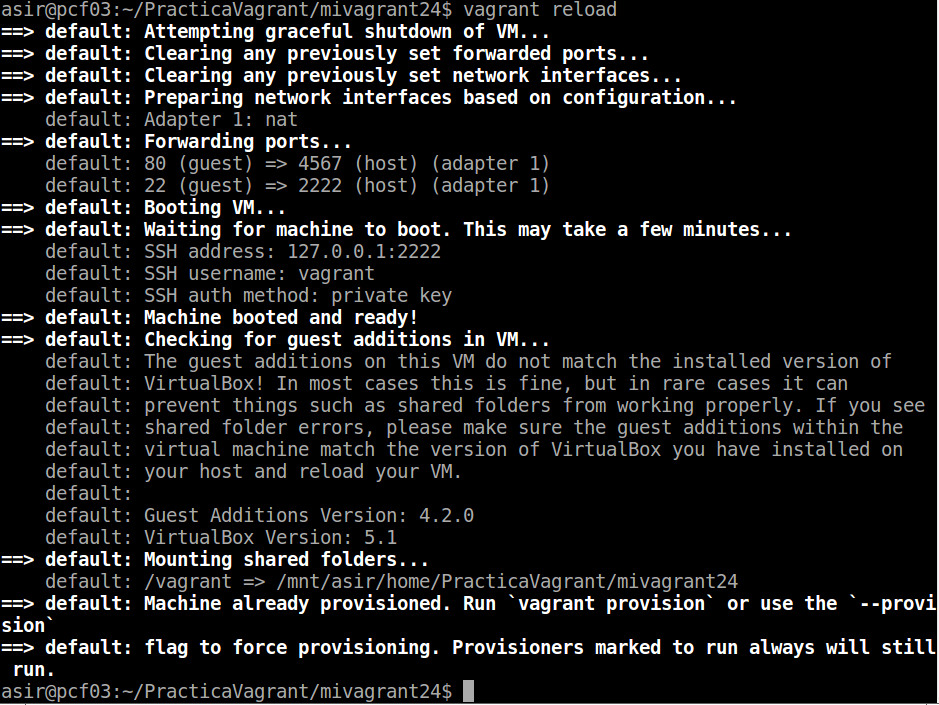 asir@pcf03:~/PracticaVagrant/mivagrant24$ vagrant reload
==> default: Attempting graceful shutdown of VM...
==> default: Clearing any previously set forwarded ports...
==> default: Clearing any previously set network interfaces...
==> default: Preparing network interfaces based on configuration...
    default: Adapter 1: nat
==> default: Forwarding ports...
    default: 80 (guest) => 4567 (host) (adapter 1)
    default: 22 (guest) => 2222 (host) (adapter 1)
==> default: Booting VM...
==> default: Waiting for machine to boot. This may take a few minutes...
    default: SSH address: 127.0.0.1:2222
    default: SSH username: vagrant
    default: SSH auth method: private key
==> default: Machine booted and ready!
==> default: Checking for guest additions in VM...
    default: The guest additions on this VM do not match the installed version of
    default: VirtualBox! In most cases this is fine, but in rare cases it can
    default: prevent things such as shared folders from working properly. If you see
    default: shared folder errors, please make sure the guest additions within the
    default: virtual machine match the version of VirtualBox you have installed on
    default: your host and reload your VM.
    default:
    default: Guest Additions Version: 4.2.0
    default: VirtualBox Version: 5.1
==> default: Mounting shared folders...
    default: /vagrant => /mnt/asir/home/PracticaVagrant/mivagrant24
==> default: Machine already provisioned. Run `vagrant provision` or use the `--provi
sion`
==> default: flag to force provisioning. Provisioners marked to run always will still
 run.
asir@pcf03:~/PracticaVagrant/mivagrant24$